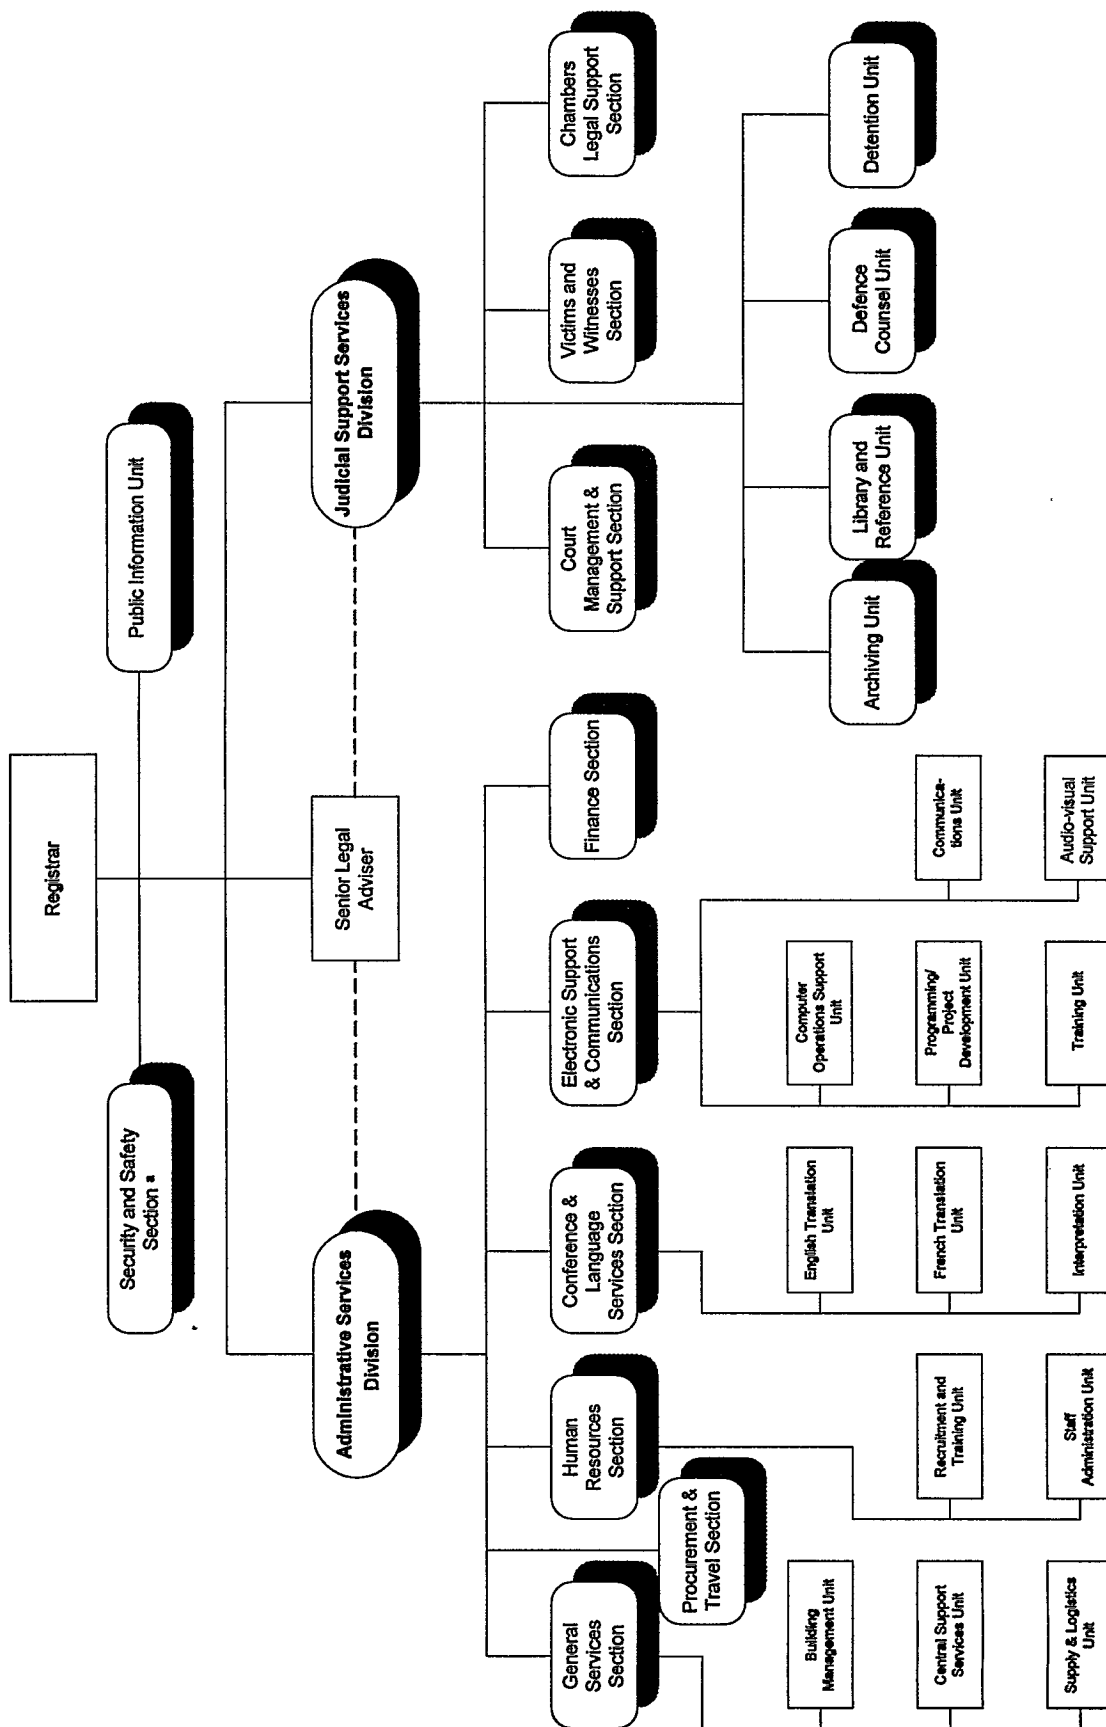 Registrar
Security and Safety
Section a
Public Information Unit
Administrative Services
Division
Senior Legal
Adviser
Judicial Support Services
Division
General
Services
Section
Procurement &
Travel Section
Human
Resources
Section
Conference &
Language
Services Section
Electronic Support
& Communications
Section
Finance Section
Court
Management &
Support Section
Victims and
Witnesses
Section
Chambers
Legal Support
Section
Building
Management Unit
Central Support
Services Unit
Supply & Logistics
Unit
Recruitment and
Training Unit
Staff
Administration Unit
English Translation
Unit
French Translation
Unit
Interpretation Unit
Computer
Operations Support
Unit
Programming/
Project
Development Unit
Training Unit
Communica-
tions Unit
Audio-visual
Support Unit
Archiving Unit
Library and
Reference Unit
Defence
Counsel Unit
Detention Unit